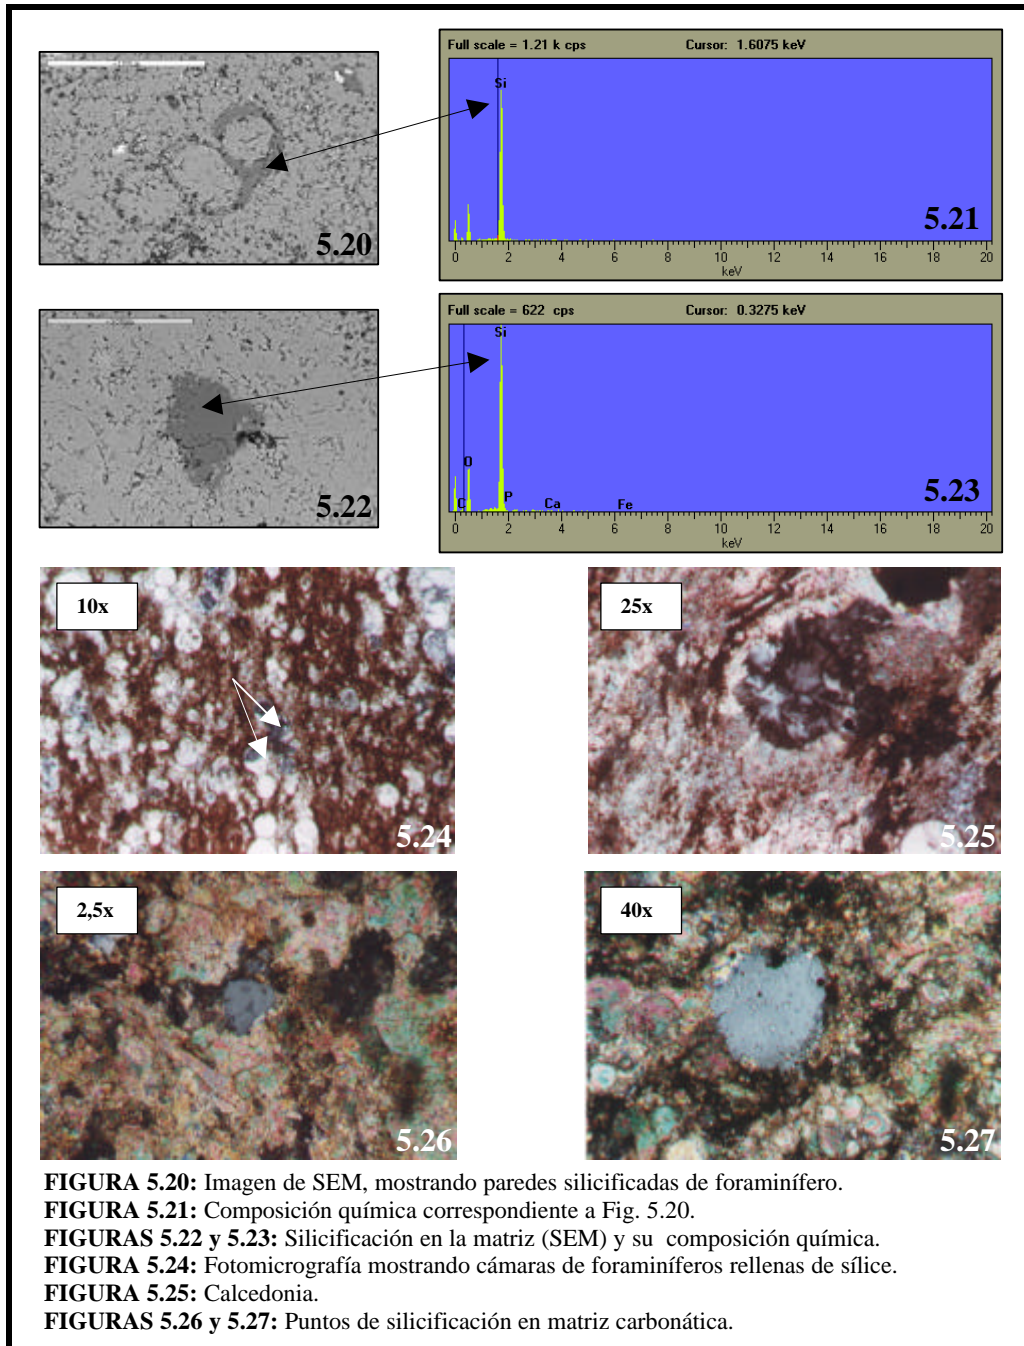 Full scale = 1.21 k cps Cursor: 1.6075 keV
Si
5.20
5.21
0 2 4 6 8 10 12 14 16 18 20
keV
Full scale = 622 cps Cursor: 0.3275 keV
Si
O
C P Ca Fe
5.22
5.23
0 2 4 6 8 10 12 14 16 18 20
keV
10x
25x
5.24
5.25
2,5x
40x
5.26
5.27
FIGURA 5.20: Imagen de SEM, mostrando paredes silicificadas de foraminífero.
FIGURA 5.21: Composición química correspondiente a Fig. 5.20.
FIGURAS 5.22 y 5.23: Silicificación en la matriz (SEM) y su composición química.
FIGURA 5.24: Fotomicrografía mostrando cámaras de foraminíferos rellenas de sílice.
FIGURA 5.25: Calcedonia.
FIGURAS 5.26 y 5.27: Puntos de silicificación en matriz carbonática.